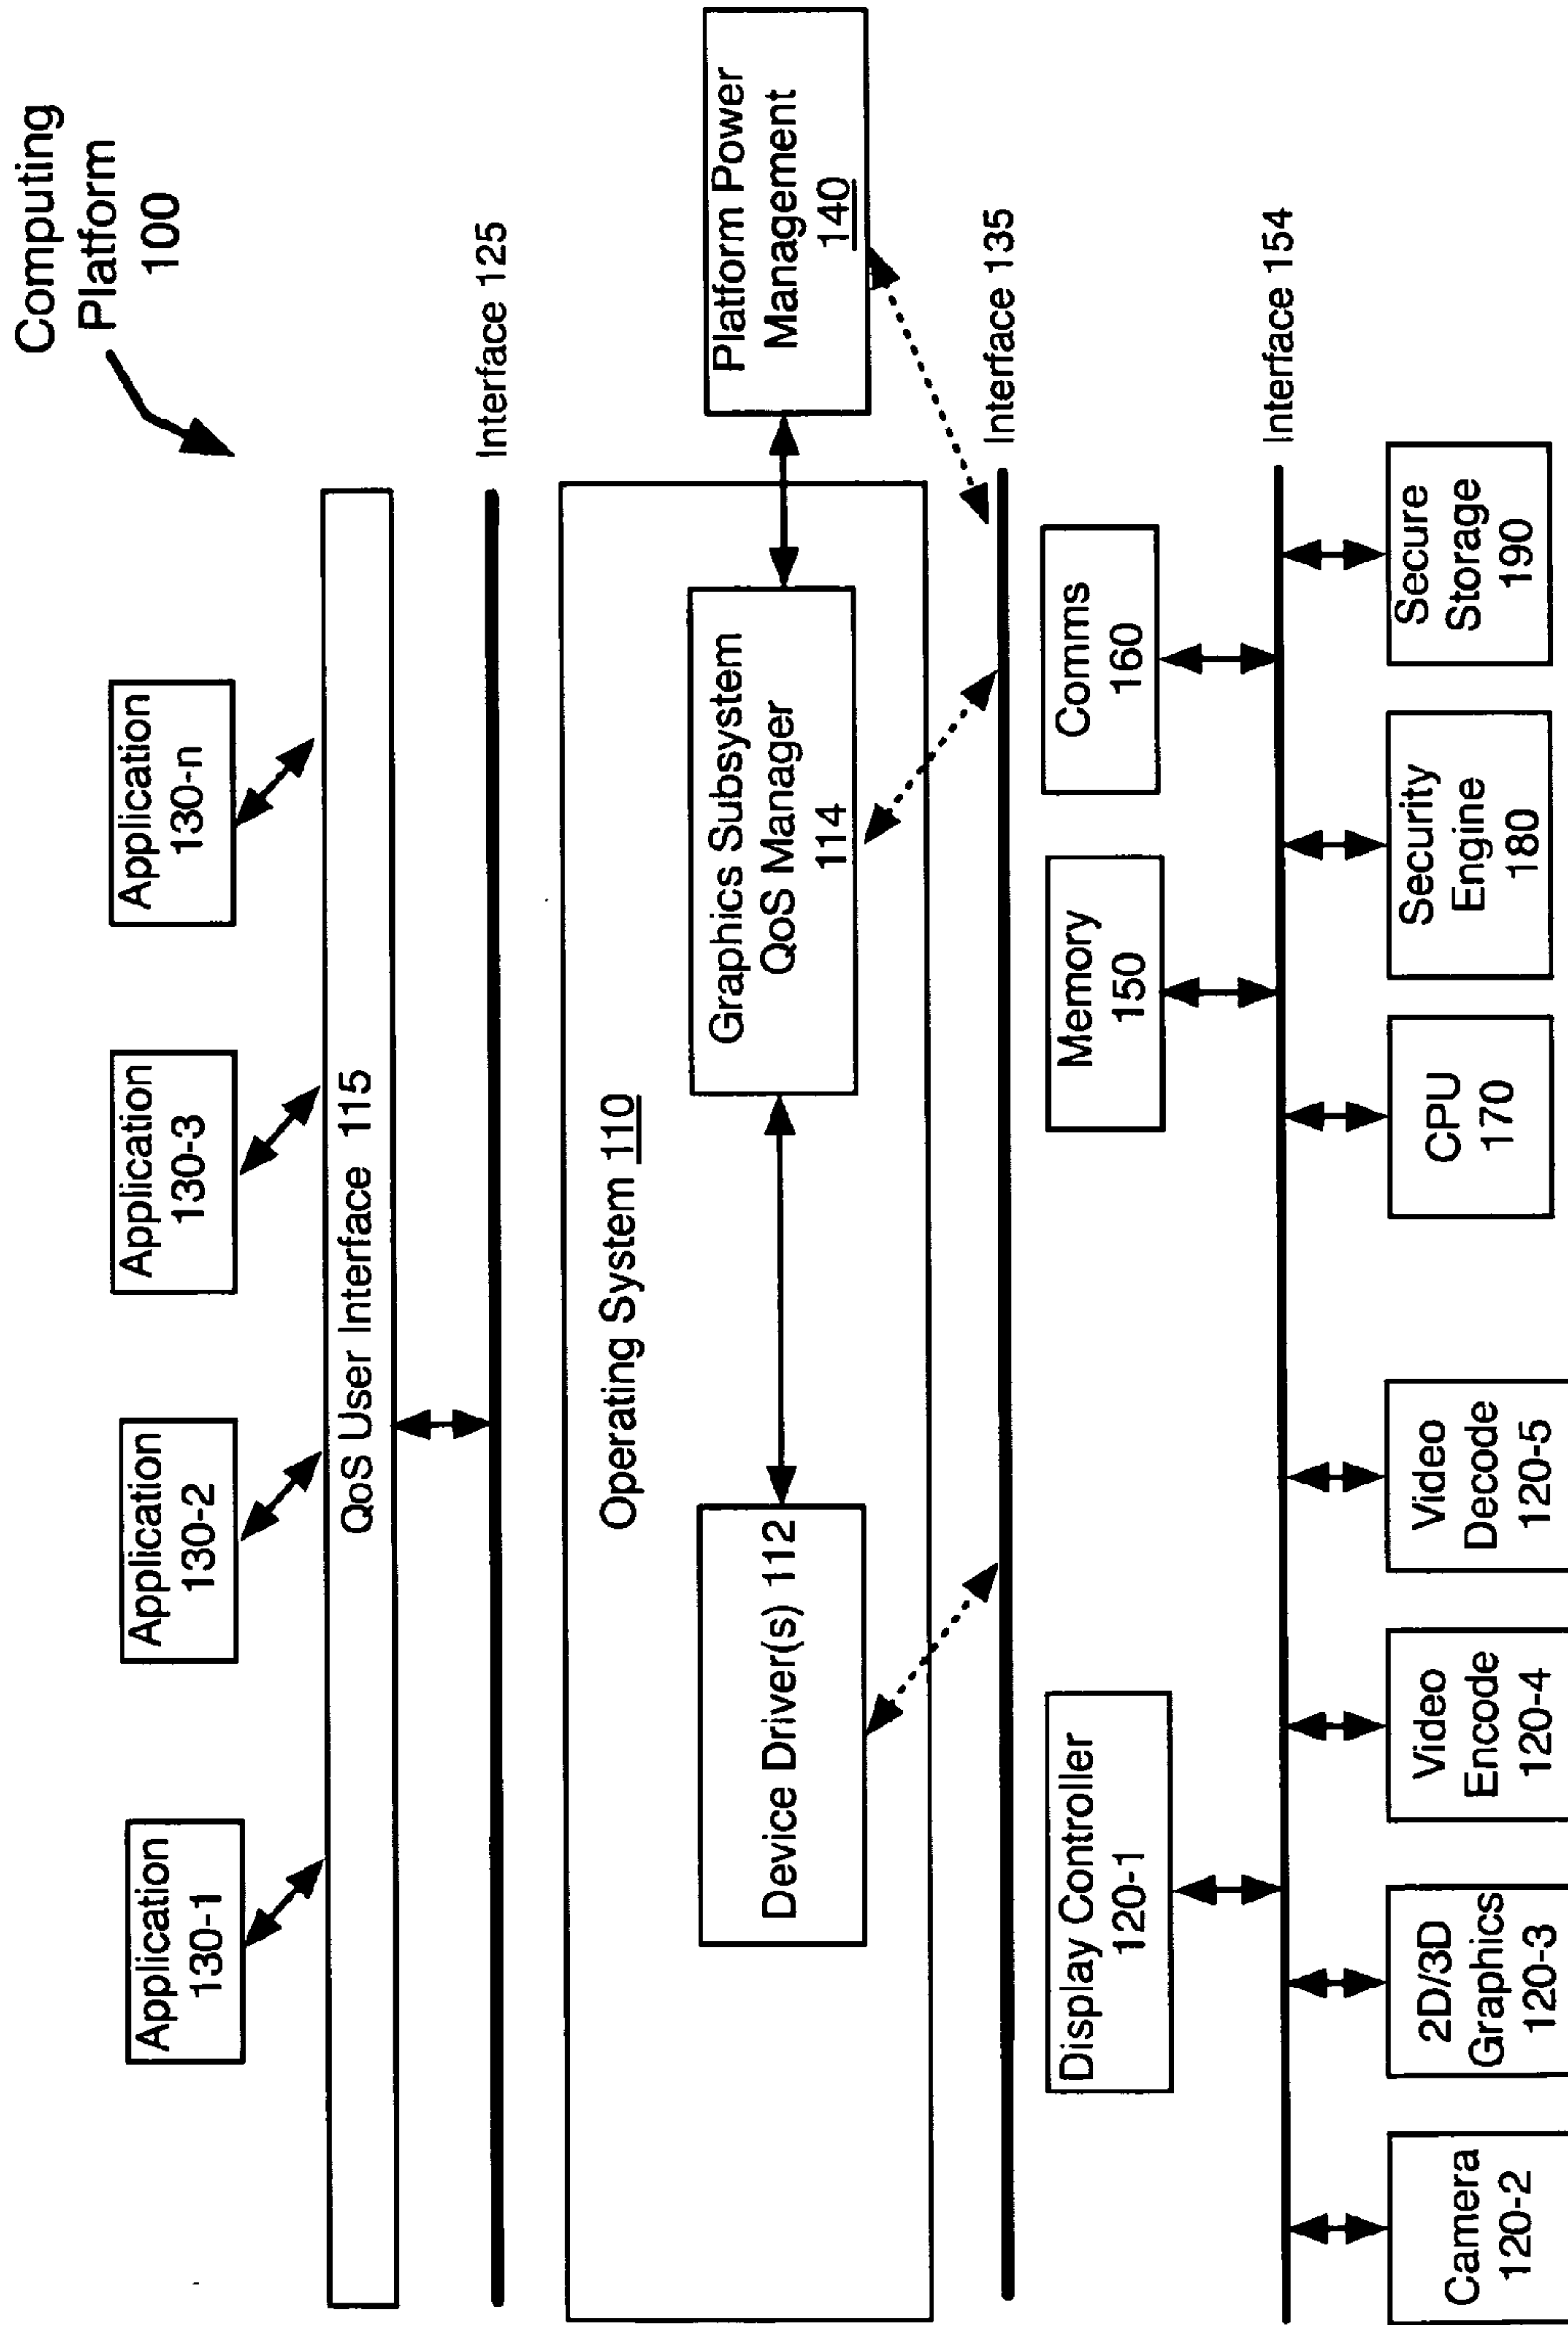 Computing
Platform
100
Application
130-1
Application
130-2
Application
130-3
Application
130-n
QoS User Interface 115
Interface 125
Operating System 110
Device Driver(s) 112
Graphics Subsystem
QoS Manager
114
Platform Power
Management
140
Interface 135
Display Controller
120-1
Memory
150
Comms
160
Interface 154
Camera
120-2
2D/3D
Graphics
120-3
Video
Encode
120-4
Video
Decode
120-5
CPU
170
Security
Engine
180
Secure
Storage
190